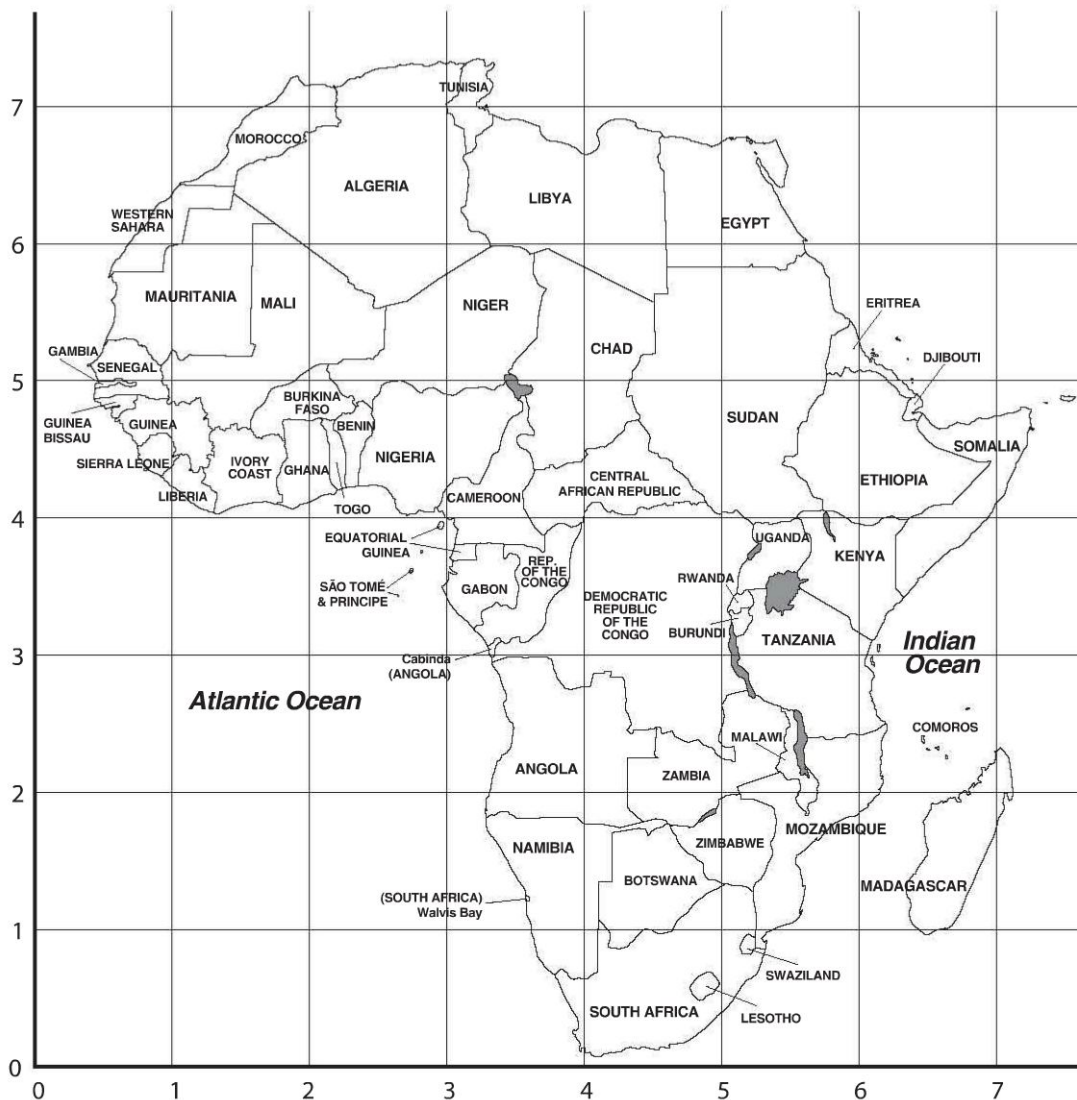 7
TUNISIA
MOROCCO
ALGERIA
LIBYA
EGYPT
WESTERN
SAHARA
6
MAURITANIA
MALI
NIGER
CHAD
ERITREA
DJIBOUTI
GAMBIA
SENEGAL
5
GUINEA
BISSAU
GUINEA
BURKINA
FASO
BENIN
SUDAN
SOMALIA
SIERRA LEONE
IVORY
COAST
GHANA
NIGERIA
CENTRAL
AFRICAN REPUBLIC
ETHIOPIA
LIBERIA
TOGO
CAMEROON
4
EQUATORIAL
GUINEA
UGANDA
KENYA
REP.
OF THE
CONGO
GABON
SÃO TOMÉ
& PRINCIPE
DEMOCRATIC
REPUBLIC
OF THE
CONGO
RWANDA
BURUNDI
TANZANIA
3
Cabinda
(ANGOLA)
Indian
Ocean
Atlantic Ocean
COMOROS
MALAWI
ANGOLA
ZAMBIA
2
MOZAMBIQUE
NAMIBIA
ZIMBABWE
BOTSWANA
MADAGASCAR
(SOUTH AFRICA)
Walvis Bay
1
SWAZILAND
SOUTH AFRICA
LESOTHO
0
0 1 2 3 4 5 6 7